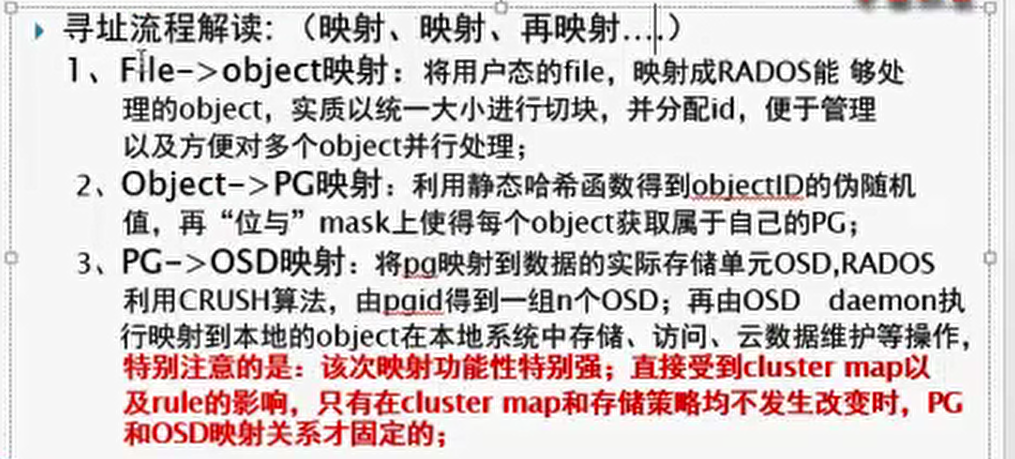 寻址流程解读：（映射、映射、再映射....）
1、File->object映射：将用户态的file，映射成RADOS能 够处
理的object，实质以统一大小进行切块，并分配id，便于管理
以及方便对多个object并行处理；
2、Object->PG映射：利用静态哈希函数得到objectID的伪随机
值，再“位与”mask上使得每个object获取属于自己的PG；
3、PG->OSD映射：将pg映射到数据的实际存储单元OSD,RADOS
利用CRUSH算法，由pgid得到一组n个OSD；再由OSD daemon执
行映射到本地的object在本地系统中存储、访问、云数据维护等操作，
特别注意的是：该次映射功能性特别强；直接受到cluster map以
及rule的影响，只有在cluster map和存储策略均不发生改变时，PG
和OSD映射关系才固定的；